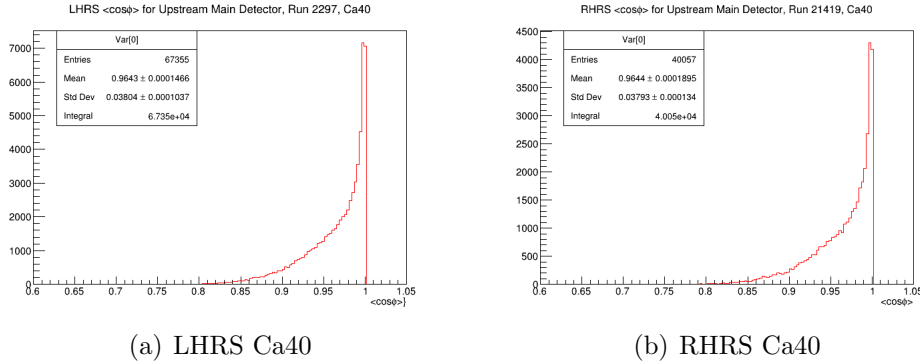 LHRS <cosϕ> for Upstream Main Detector, Run 2297, Ca40
Var[0]
Entries 67355
Mean 0.9643 ± 0.0001466
Std Dev 0.03804 ± 0.0001037
Integral 6.735e+04
7000
6000
5000
4000
3000
2000
1000
0
0.6 0.65 0.7 0.75 0.8 0.85 0.9 0.95 1 1.05
<cosϕ>}
(a) LHRS Ca40
RHRS <cosϕ> for Upstream Main Detector, Run 21419, Ca40
Var[0]
Entries 40057
Mean 0.9644 ± 0.0001895
Std Dev 0.03793 ± 0.000134
Integral 4.005e+04
4500
4000
3500
3000
2500
2000
1500
1000
500
0
0.6 0.65 0.7 0.75 0.8 0.85 0.9 0.95 1 1.05
<cosϕ>
(b) RHRS Ca40